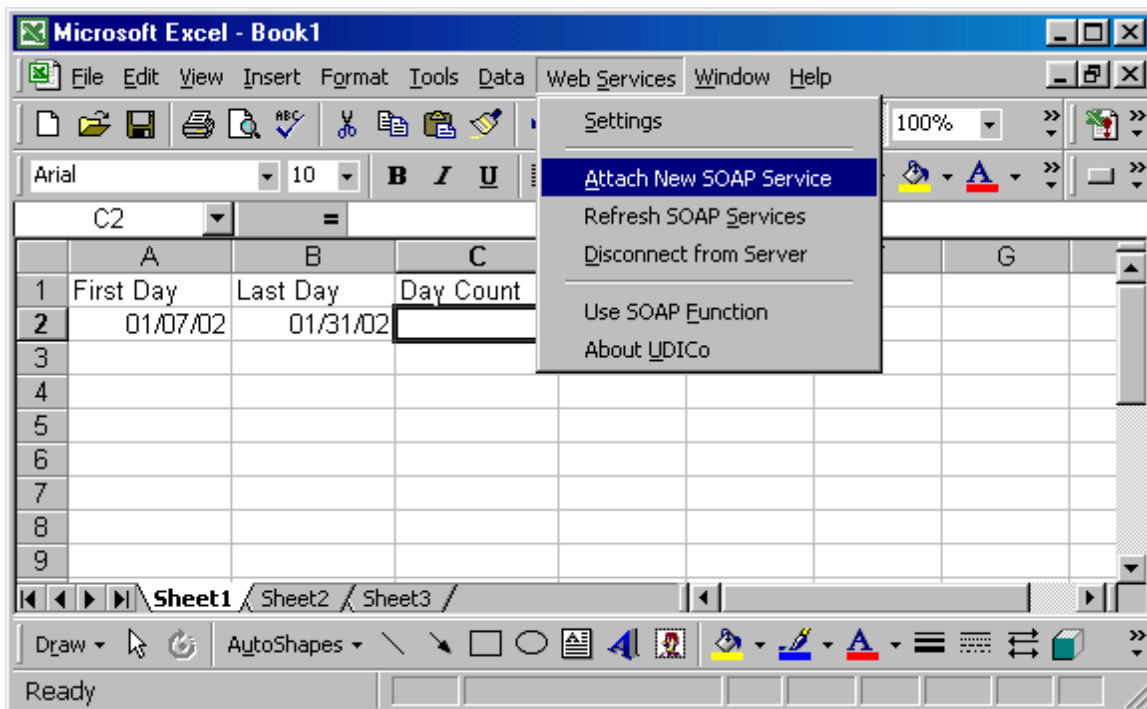 Microsoft Excel - Book1
File Edit View Insert Format Tools Data Web Services Window Help
ABC 100%
Settings
Arial 10 B I U A
Attach New SOAP Service
Refresh SOAP Services
Disconnect from Server
Use SOAP Function
About UDICo
C2 =
A B C G
1 First Day Last Day Day Count
2 01/07/02 01/31/02
3
4
5
6
7
8
9
Sheet1 Sheet2 Sheet3
Draw AutoShapes A A
Ready